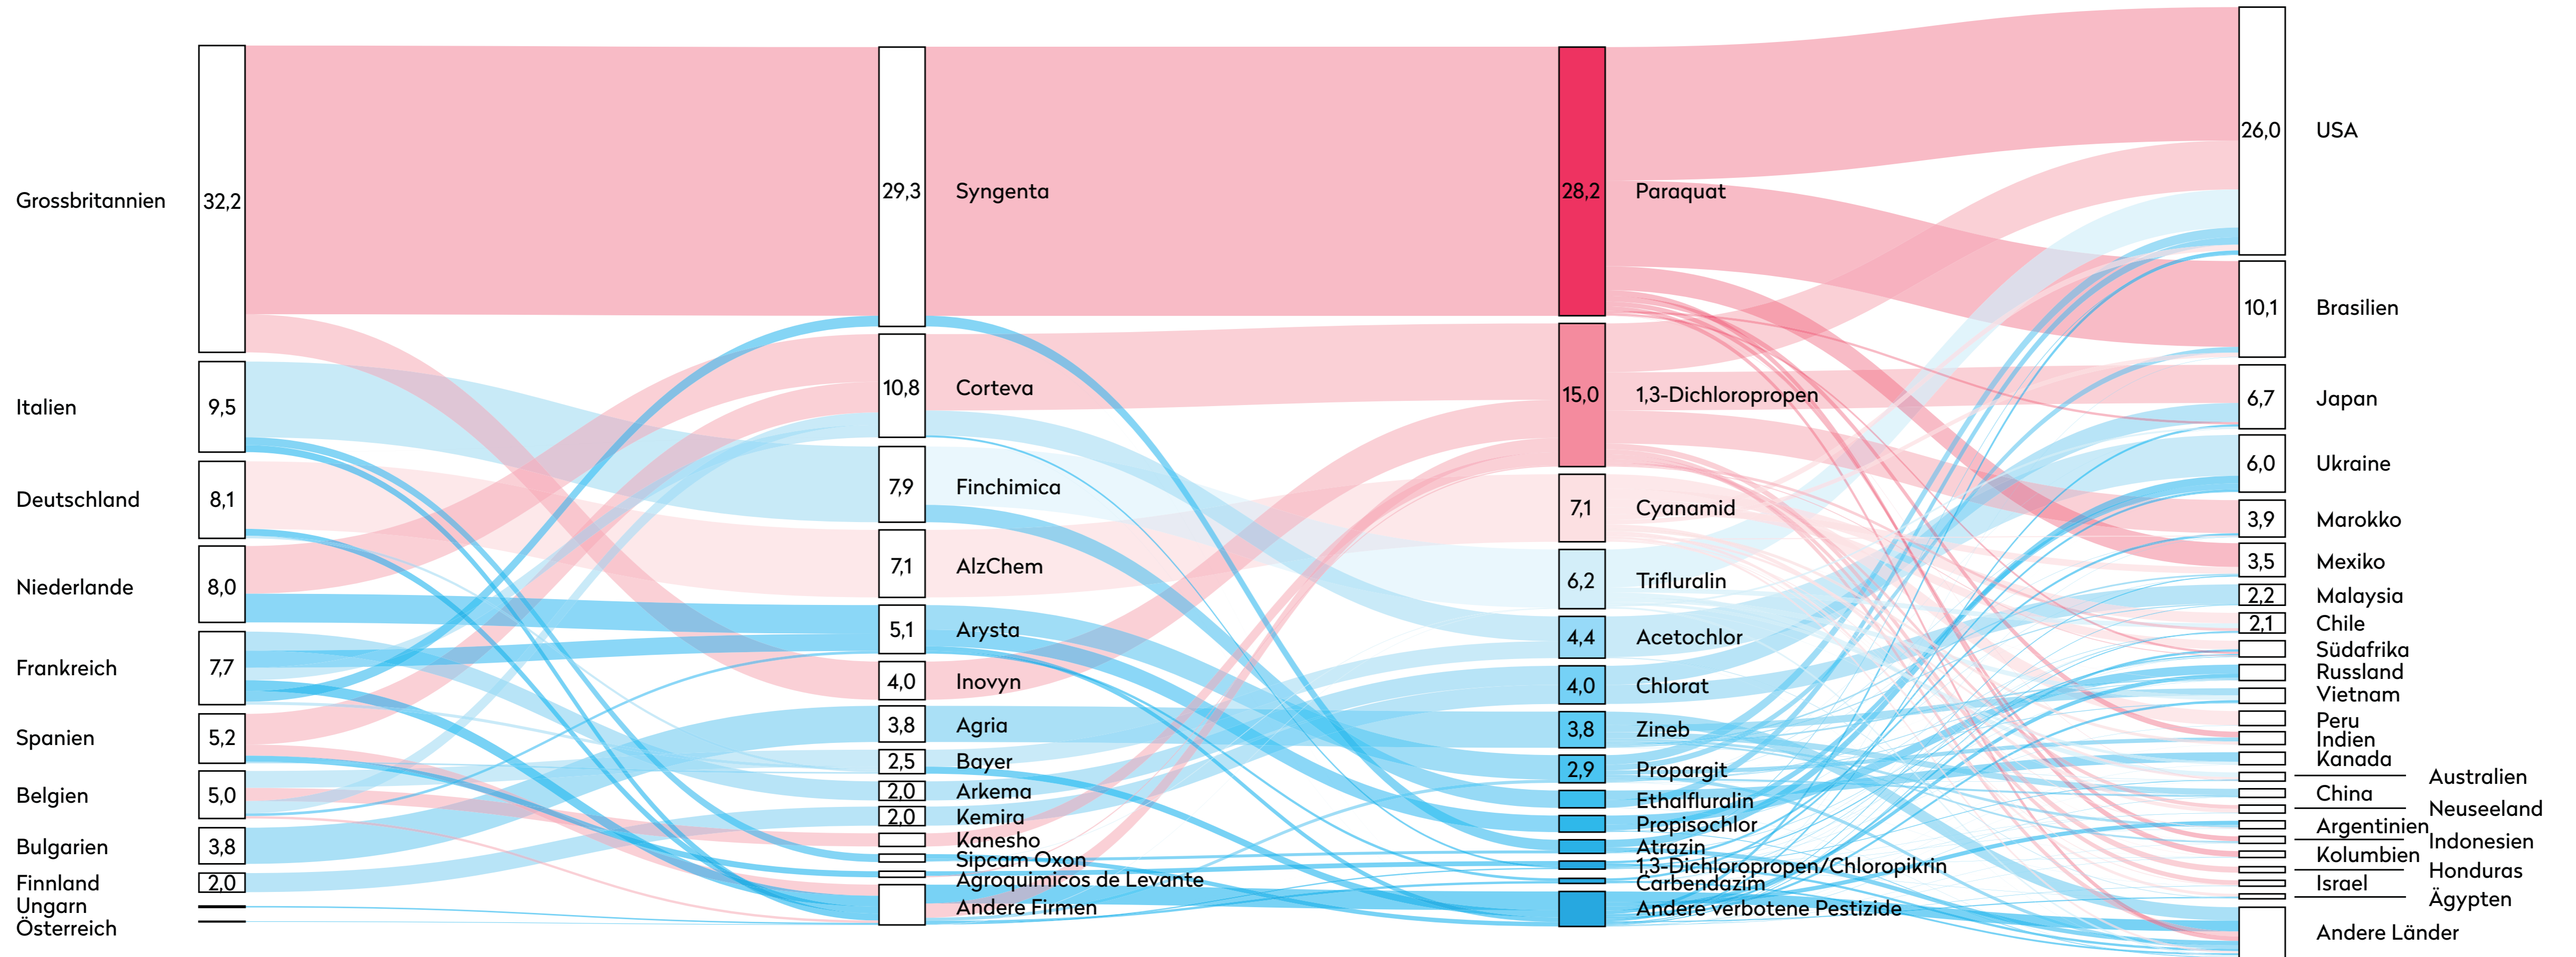 Grossbritannien 32,2
Italien 9,5
Deutschland 8,1
Niederlande 8,0
Frankreich 7,7
Spanien 5,2
Belgien 5,0
Bulgarien 3,8
Finnland 2,0
Ungarn
Österreich
29,3 Syngenta
10,8 Corteva
7,9 Finchimica
7,1 AlzChem
5,1 Arysta
4,0 Inovyn
3,8 Agria
2,5 Bayer
2,0 Arkema
2,0 Kemira
Kanesho
Sipcam Oxon
Agroquimicos de Levante
Andere Firmen
28,2 Paraquat
15,0 1,3-Dichloropropen
7,1 Cyanamid
6,2 Trifluralin
4,4 Acetochlor
4,0 Chlorat
3,8 Zineb
2,9 Propargit
Ethalfluralin
Propisochlor
Atrazin
1,3-Dichloropropen/Chloropikrin
Carbendazim
Andere verbotene Pestizide
26,0 USA
10,1 Brasilien
6,7 Japan
6,0 Ukraine
3,9 Marokko
3,5 Mexiko
2,2 Malaysia
2,1 Chile
Südafrika
Russland
Vietnam
Peru
Indien
Kanada
Australien
China
Neuseeland
Argentinien
Indonesien
Kolumbien
Honduras
Israel
Ägypten
Andere Länder